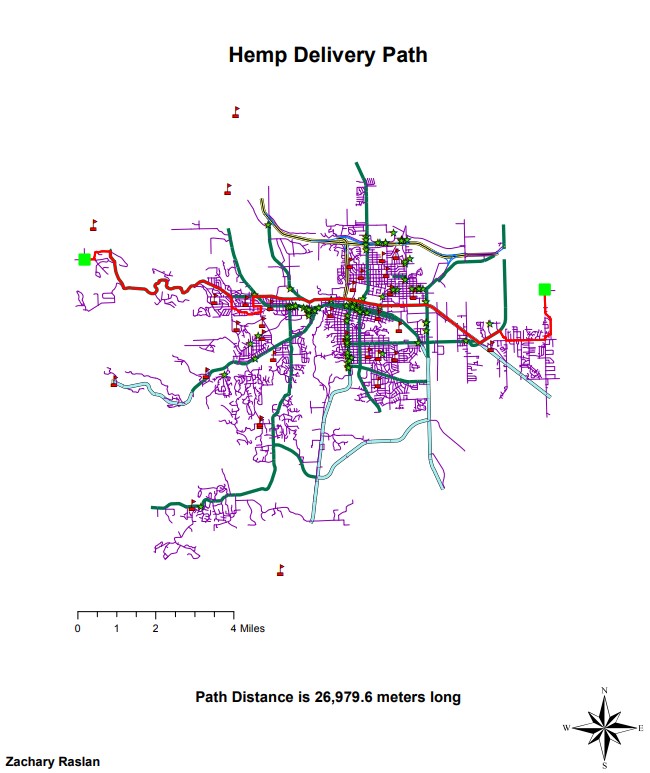 Hemp Delivery Path
0 1 2 4 Miles
Path Distance is 26,979.6 meters long
N
W E
S
Zachary Raslan